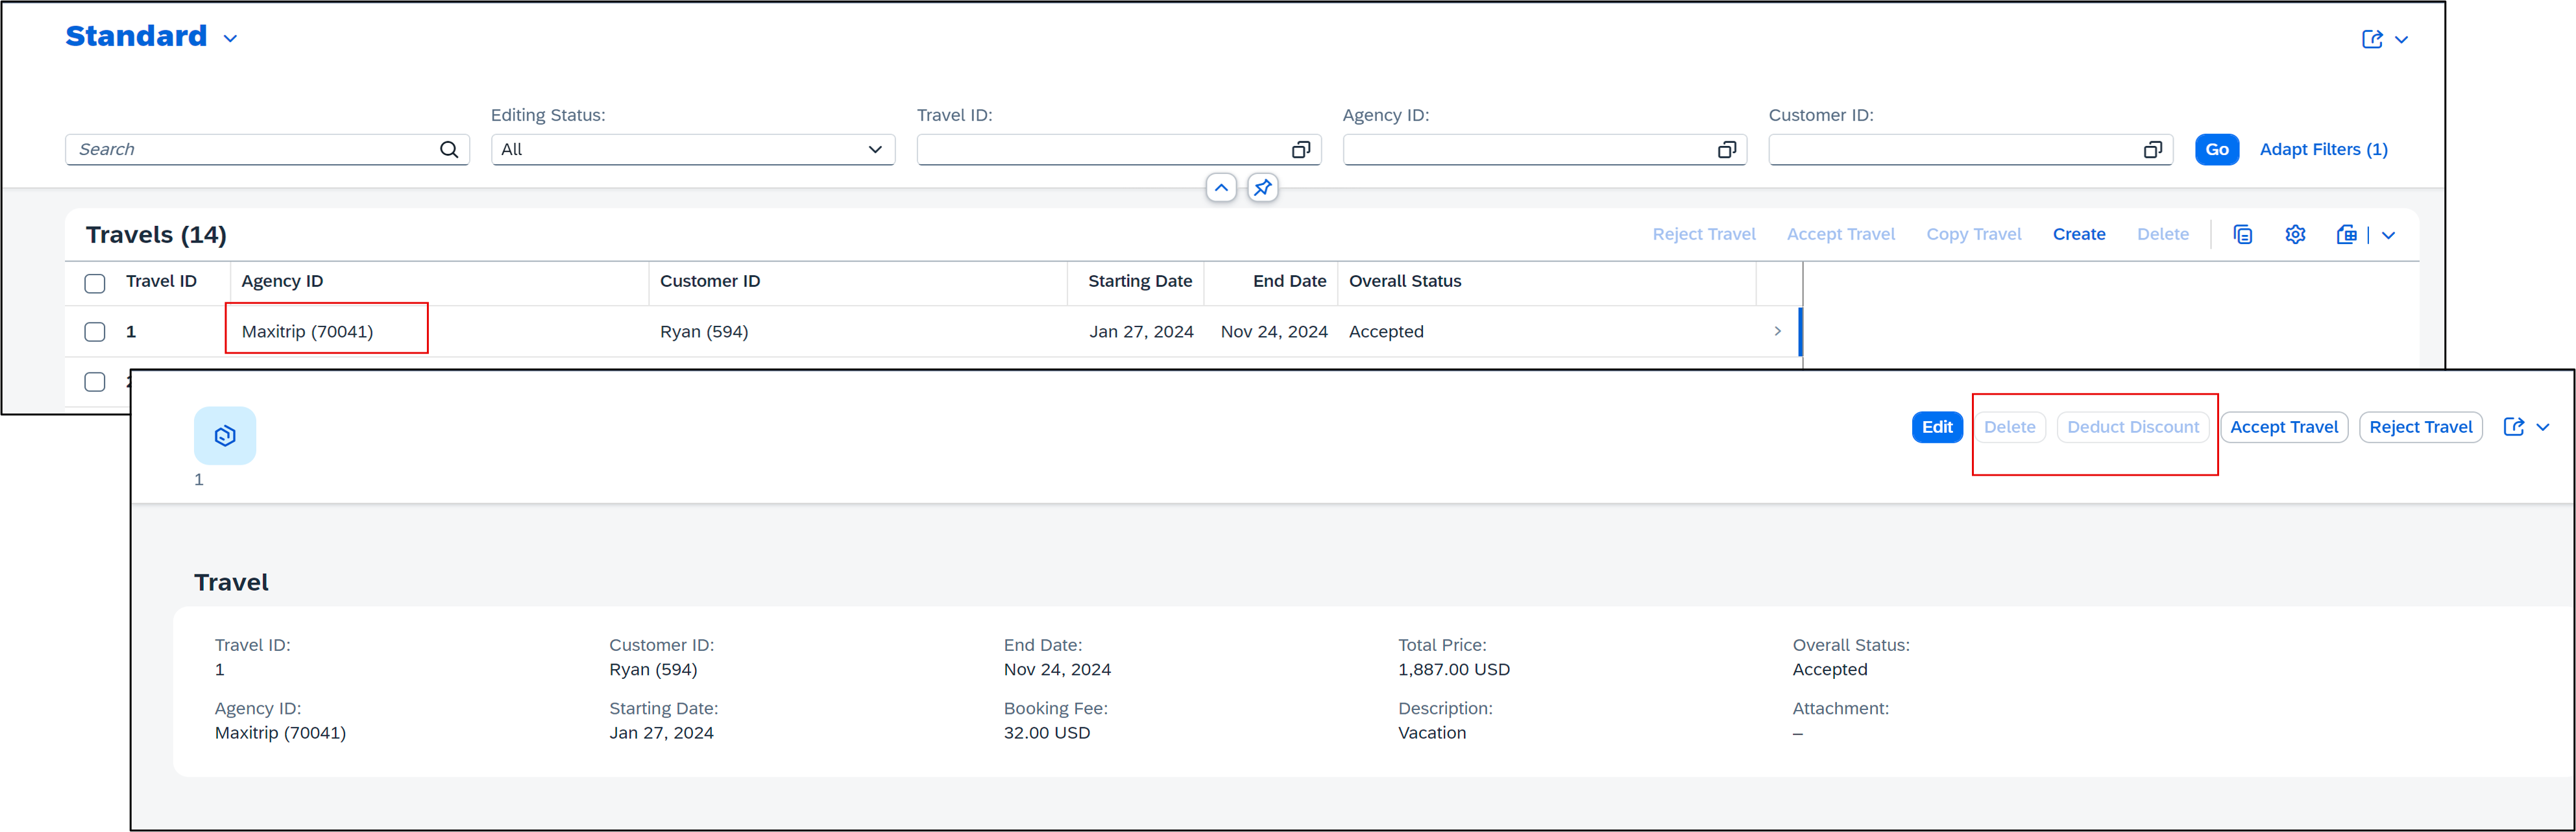 Standard
Editing Status: Travel ID: Agency ID: Customer ID:
Search All Go Adapt Filters (1)
Travels (14) Reject Travel Accept Travel Copy Travel Create Delete
Travel ID Agency ID Customer ID Starting Date End Date Overall Status
1 Maxitrip (70041) Ryan (594) Jan 27, 2024 Nov 24, 2024 Accepted
Edit Delete Deduct Discount Accept Travel Reject Travel
1
Travel
Travel ID: Customer ID: End Date: Total Price: Overall Status:
1 Ryan (594) Nov 24, 2024 1,887.00 USD Accepted
Agency ID: Starting Date: Booking Fee: Description: Attachment:
Maxitrip (70041) Jan 27, 2024 32.00 USD Vacation –